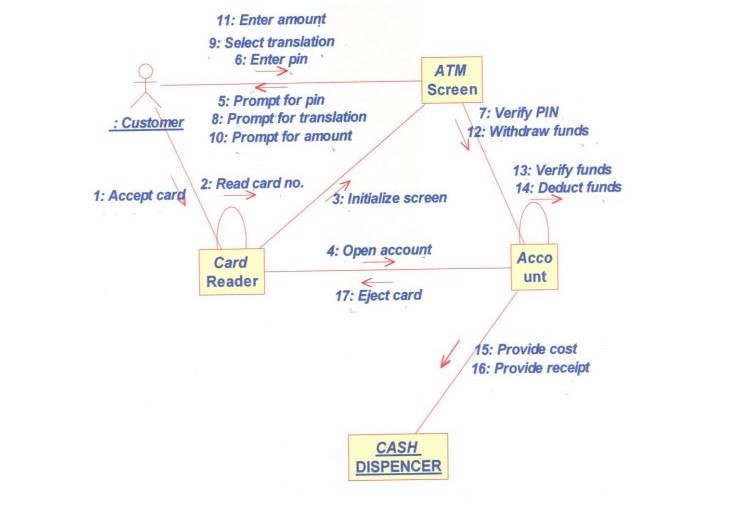 11: Enter amount
9: Select translation
6: Enter pin
ATM
Screen
5: Prompt for pin
8: Prompt for translation
10: Prompt for amount
: Customer
7: Verify PIN
12: Withdraw funds
13: Verify funds
14: Deduct funds
1: Accept card
2: Read card no.
3: Initialize screen
4: Open account
Card
Reader
Acco
unt
17: Eject card
15: Provide cost
16: Provide receipt
CASH
DISPENCER